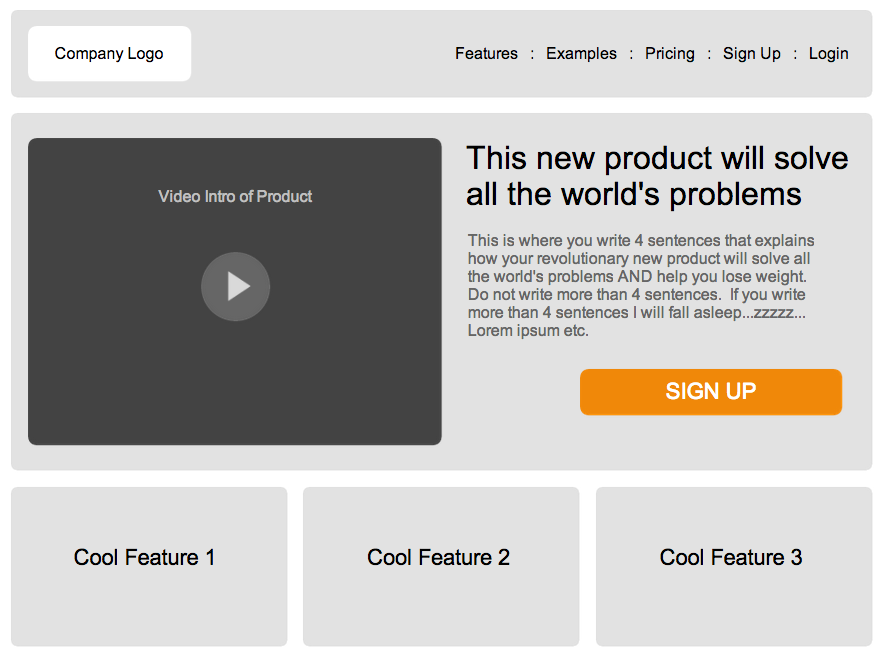 Company Logo
Features : Examples : Pricing : Sign Up : Login
Video Intro of Product
This new product will solve
all the world's problems
This is where you write 4 sentences that explains
how your revolutionary new product will solve all
the world's problems AND help you lose weight.
Do not write more than 4 sentences.  If you write
more than 4 sentences I will fall asleep...zzzzz...
Lorem ipsum etc.
SIGN UP
Cool Feature 1
Cool Feature 2
Cool Feature 3